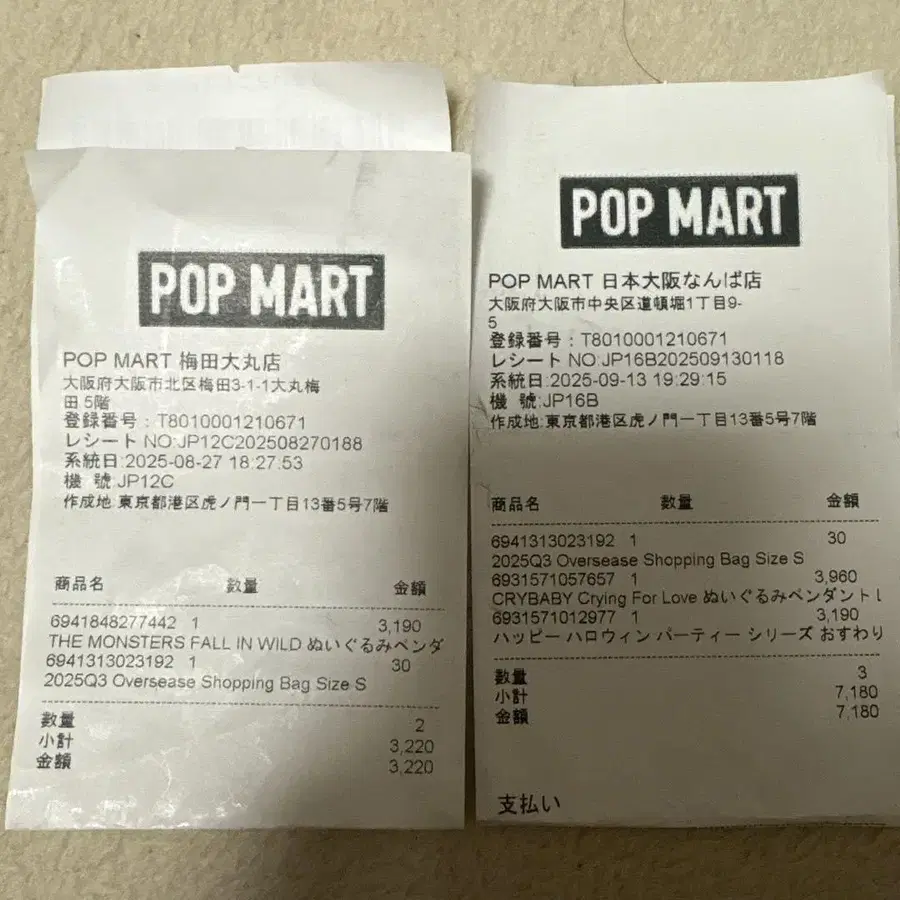 POP MART
POP MART 梅田大丸店
大阪府大阪市北区梅田3-1-1大丸梅
田 5階
登録番号 : T8010001210671
レシート NO:JP12C202508270188
系統日:2025-08-27 18:27:53
機 號:JP12C
作成地:東京都港区虎ノ門一丁目13番5号7階
商品名 数量 金額
6941848277442 1 3,190
THE MONSTERS FALL IN WILD ぬいぐるみペンダ
6941313023192 1 30
2025Q3 Oversease Shopping Bag Size S
数量 2
小計 3,220
金額 3,220
POP MART
POP MART 日本大阪なんば店
大阪府大阪市中央区道頓堀1丁目9-
5
登録番号 : T8010001210671
レシート NO:JP16B202509130118
系統日:2025-09-13 19:29:15
機 號:JP16B
作成地:東京都港区虎ノ門一丁目13番5号7階
商品名 数量 金額
6941313023192 1 30
2025Q3 Oversease Shopping Bag Size S
6931571057657 1 3,960
CRYBABY Crying For Love ぬいぐるみペンダント
6931571012977 1 3,190
ハッピー ハロウィン パーティー シリーズ おすわり
数量 3
小計 7,180
金額 7,180
支払い